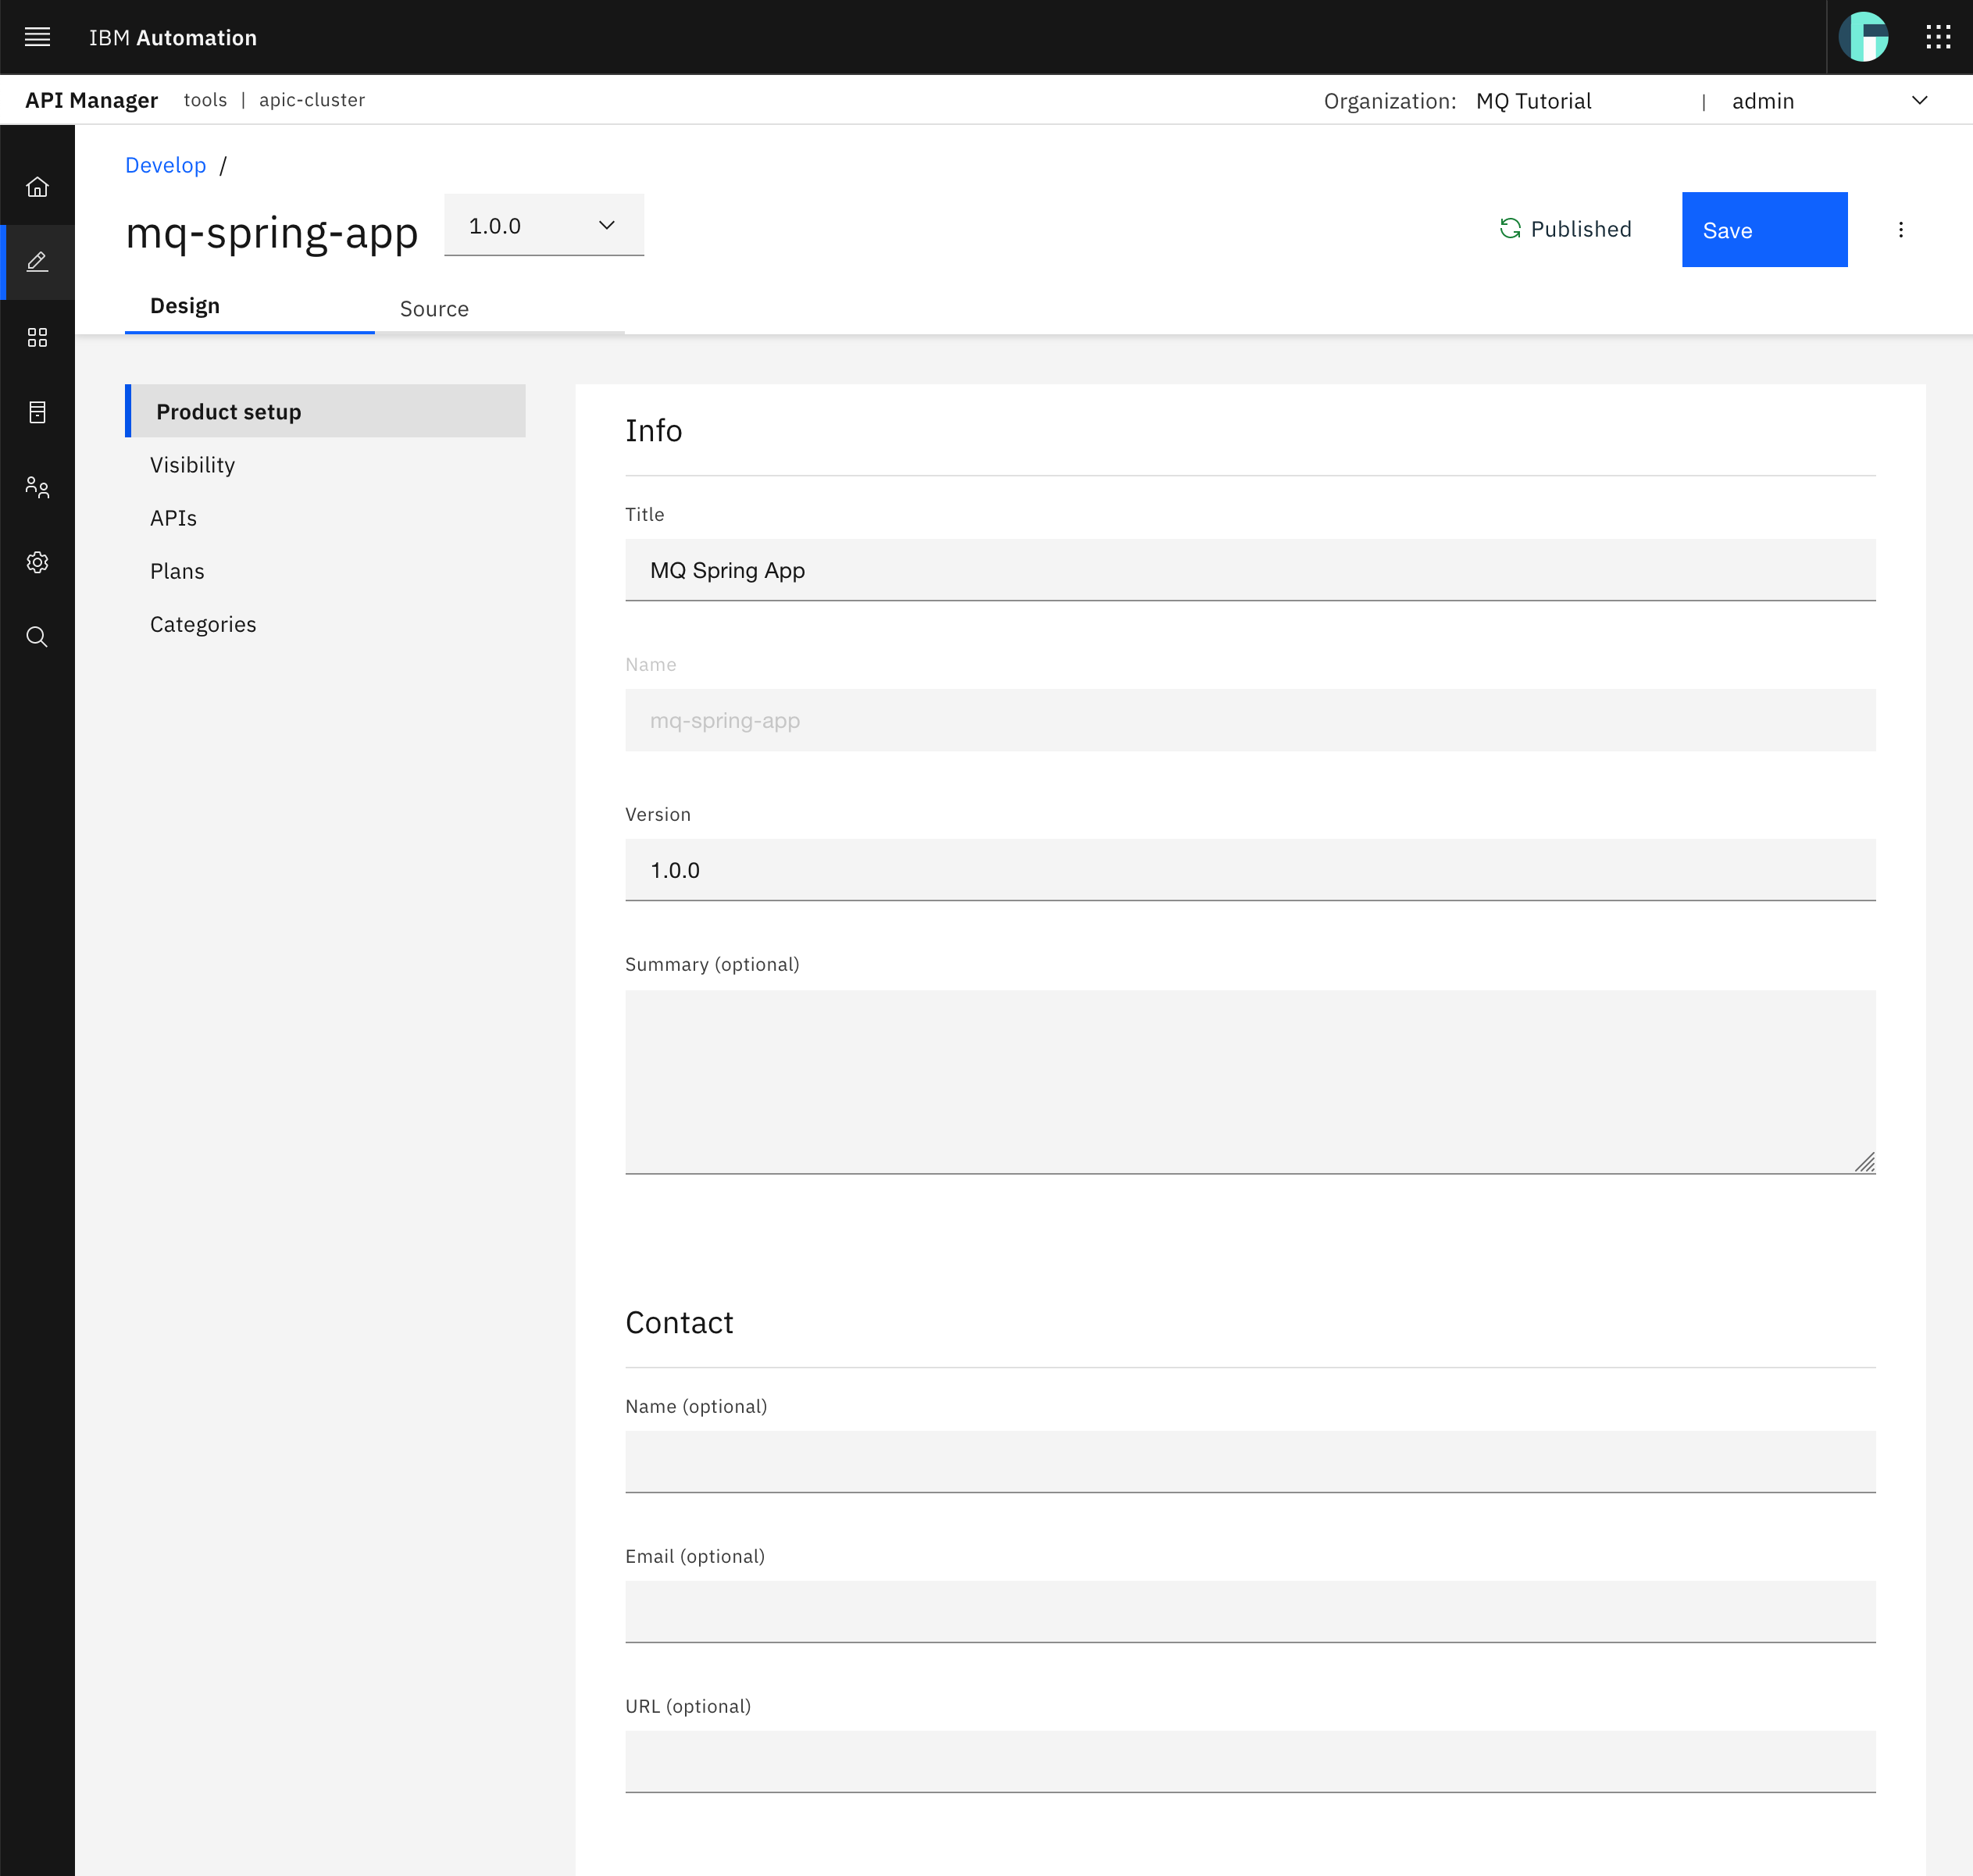 IBM Automation
API Manager tools | apic-cluster Organization: MQ Tutorial | admin
Develop /
mq-spring-app 1.0.0 Published Save
Design Source
Product setup
Visibility
APIs
Plans
Categories
Info
Title
MQ Spring App
Name
mq-spring-app
Version
1.0.0
Summary (optional)
Contact
Name (optional)
Email (optional)
URL (optional)